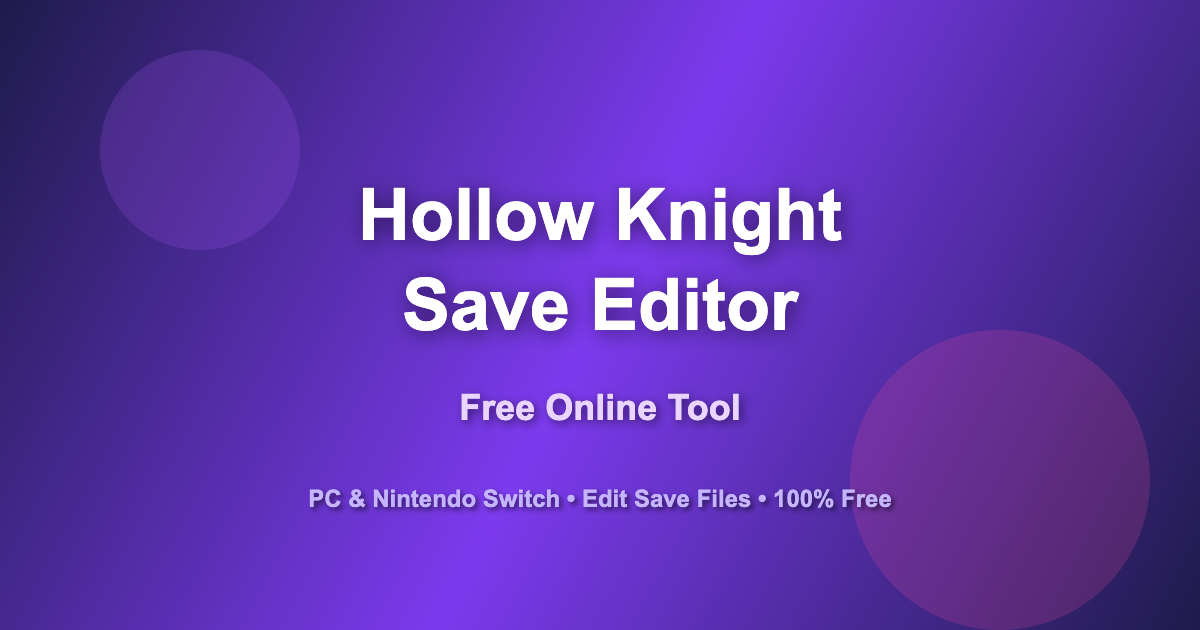 Hollow Knight
Save Editor
Free Online Tool
PC & Nintendo Switch • Edit Save Files • 100% Free